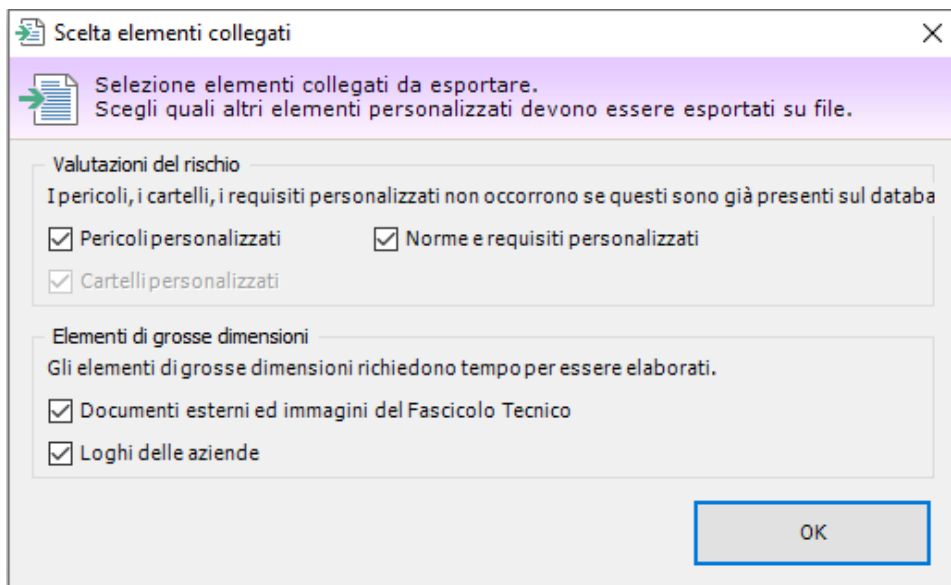 Scelta elementi collegati
Selezione elementi collegati da esportare.
Scegli quali altri elementi personalizzati devono essere esportati su file.
Valutazioni del rischio
I pericoli, i cartelli, i requisiti personalizzati non occorrono se questi sono già presenti sul databa
Pericoli personalizzati
Norme e requisiti personalizzati
Cartelli personalizzati
Elementi di grosse dimensioni
Gli elementi di grosse dimensioni richiedono tempo per essere elaborati.
Documenti esterni ed immagini del Fascicolo Tecnico
Loghi delle aziende
OK